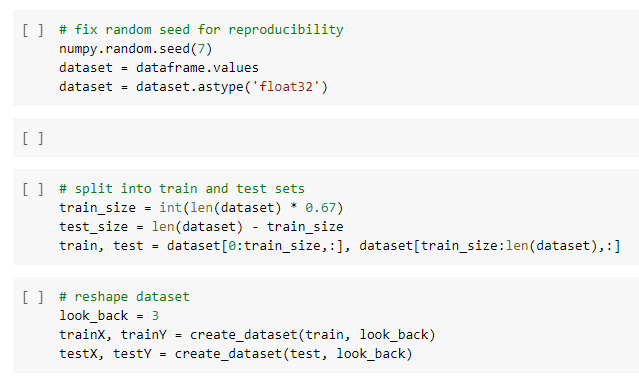 [ ] # fix random seed for reproducibility
numpy.random.seed(7)
dataset = dataframe.values
dataset = dataset.astype('float32')
[ ]
[ ] # split into train and test sets
train_size = int(len(dataset) * 0.67)
test_size = len(dataset) - train_size
train, test = dataset[0:train_size,:], dataset[train_size:len(dataset),:]
[ ] # reshape dataset
look_back = 3
trainX, trainY = create_dataset(train, look_back)
testX, testY = create_dataset(test, look_back)